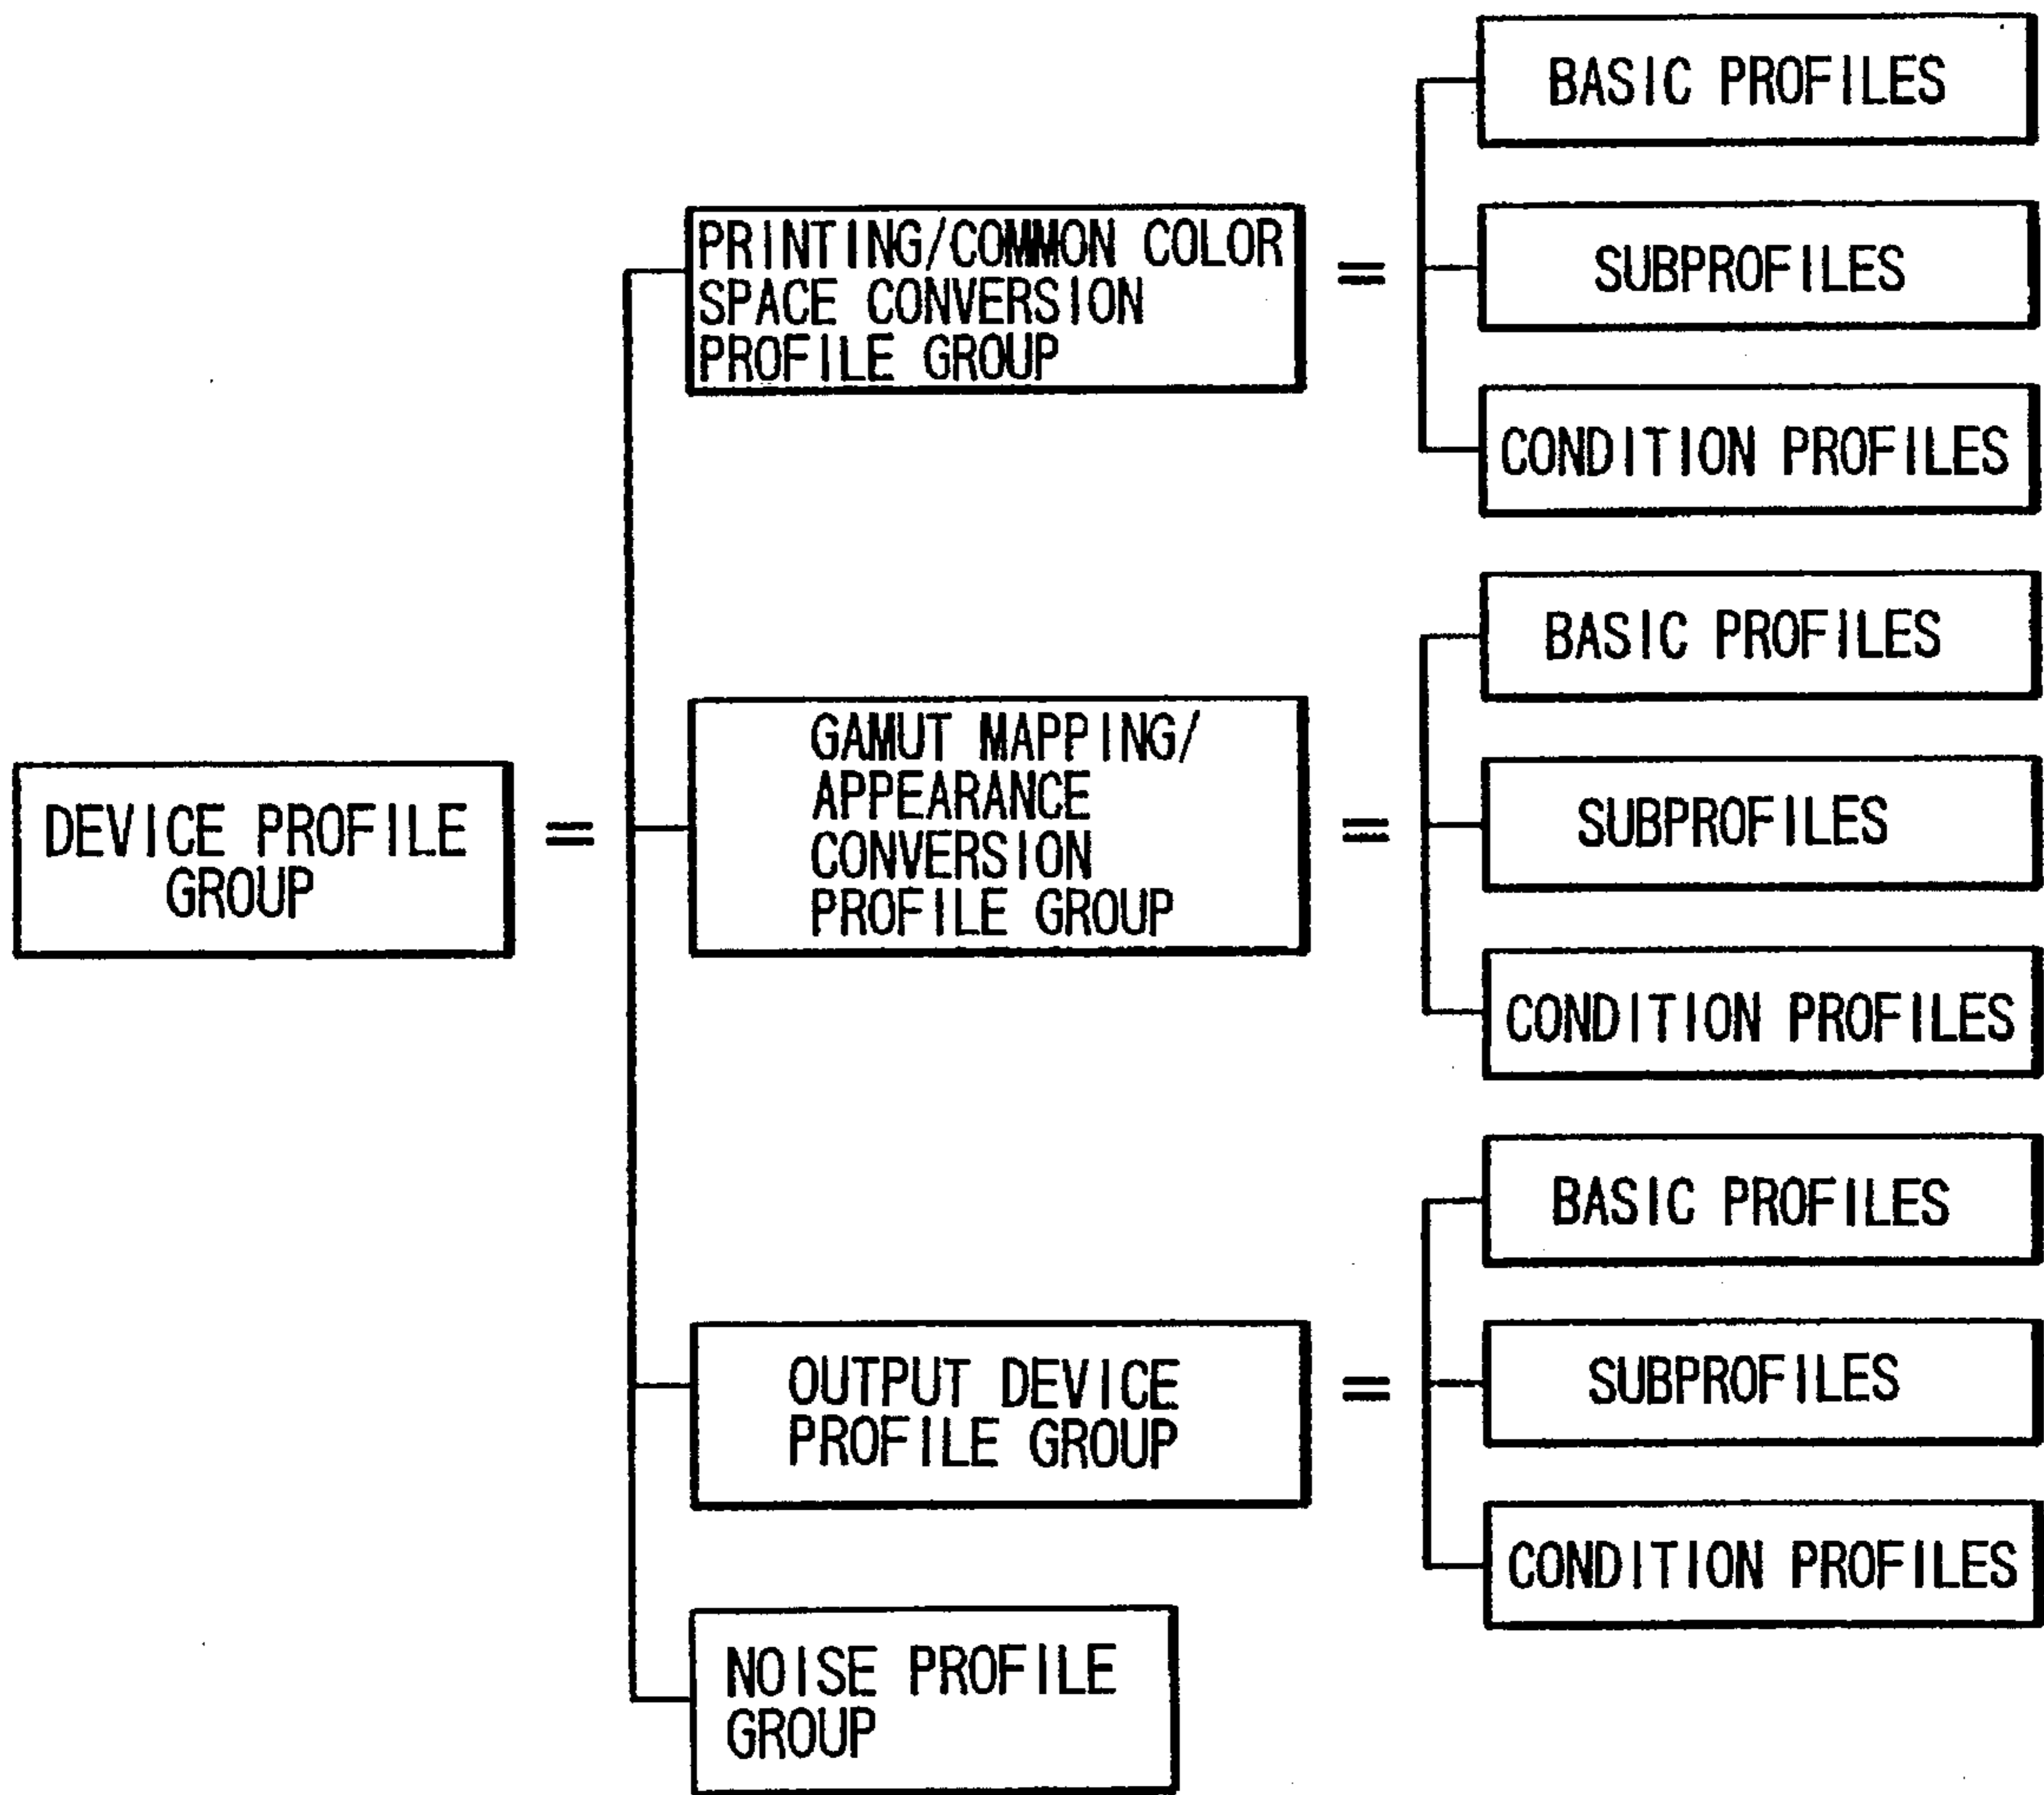 DEVICE PROFILE
GROUP
=
PRINTING/COMMON COLOR
SPACE CONVERSION
PROFILE GROUP
=
BASIC PROFILES
SUBPROFILES
CONDITION PROFILES
GAMUT MAPPING/
APPEARANCE
CONVERSION
PROFILE GROUP
=
BASIC PROFILES
SUBPROFILES
CONDITION PROFILES
OUTPUT DEVICE
PROFILE GROUP
=
BASIC PROFILES
SUBPROFILES
CONDITION PROFILES
NOISE PROFILE
GROUP